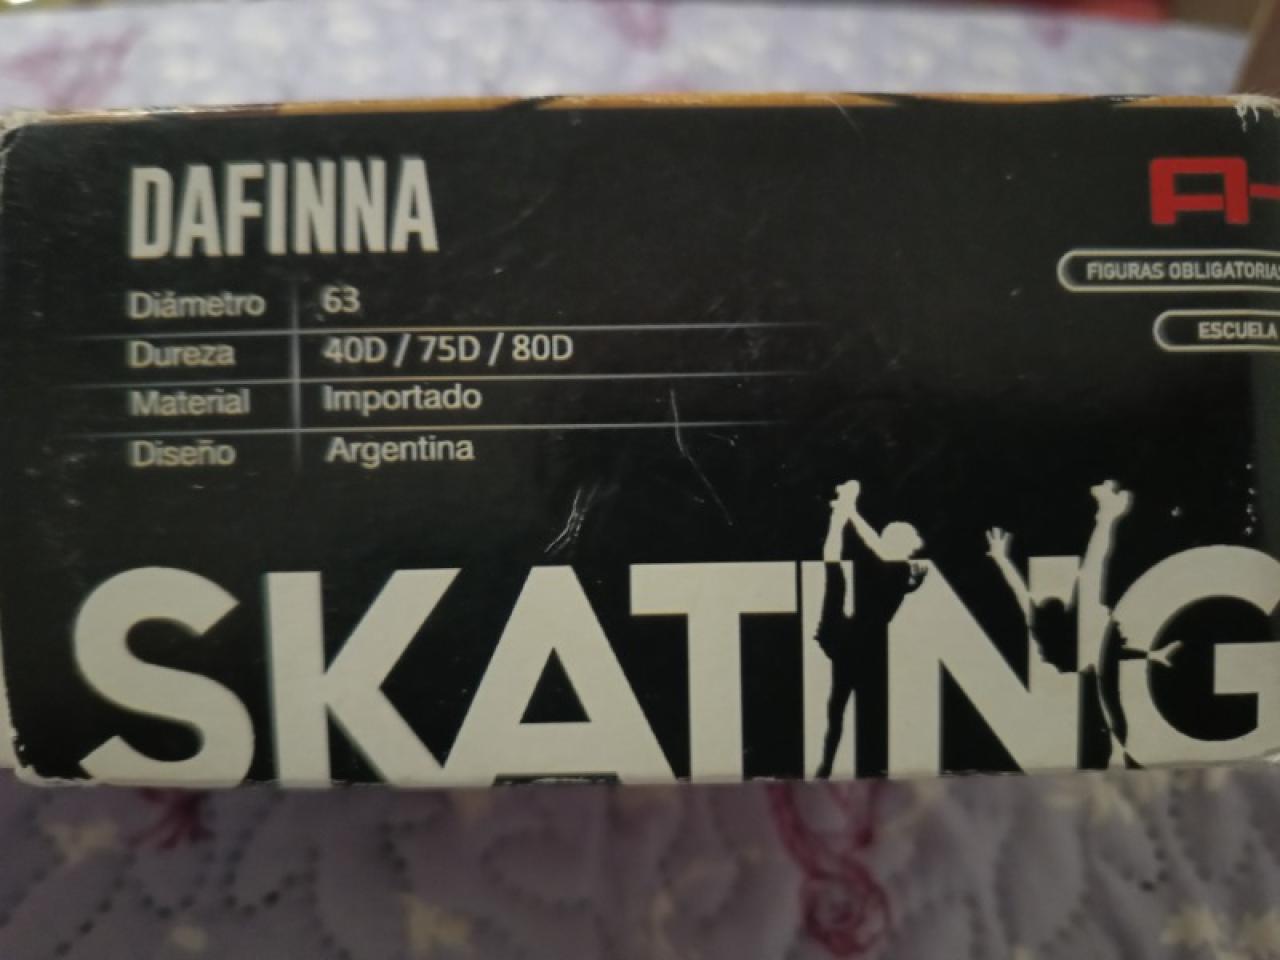 DAFINNA
Diámetro 63
Dureza 40D / 75D / 80D
Material Importado
Diseño Argentina
FIGURAS OBLIGATORIAS
ESCUELA
SKATING